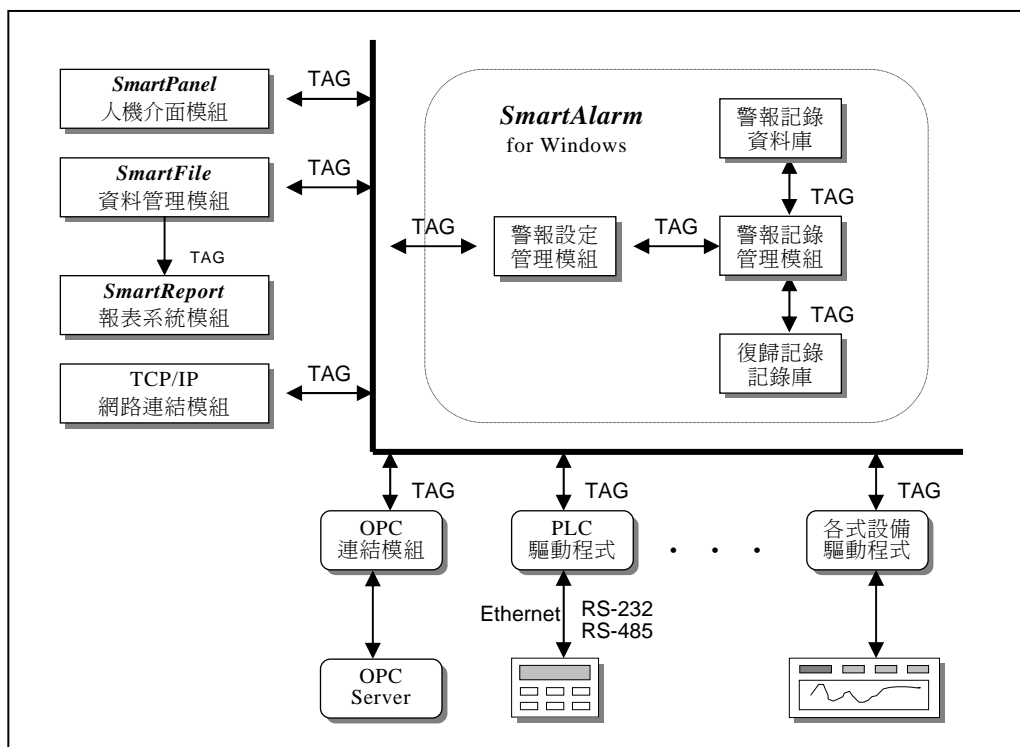 SmartPanel
人機介面模組
TAG
SmartFile
資料管理模組
TAG
TAG
SmartReport
報表系統模組
TCP/IP
網路連結模組
TAG
SmartAlarm
for Windows
警報記錄
資料庫
TAG
TAG
警報設定
管理模組
TAG
警報記錄
管理模組
TAG
復歸記錄
記錄庫
TAG
TAG
TAG
OPC
連結模組
PLC
驅動程式
. . .
各式設備
驅動程式
Ethernet
RS-232
RS-485
OPC
Server